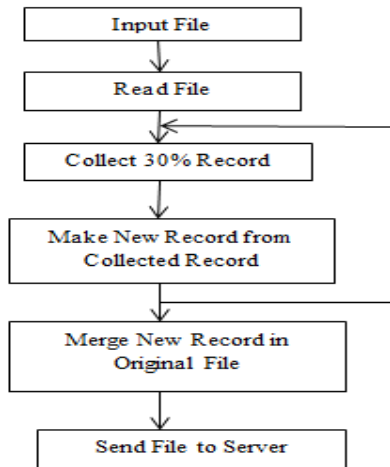 Input File
Read File
Collect 30% Record
Make New Record from
Collected Record
Merge New Record in
Original File
Send File to Server